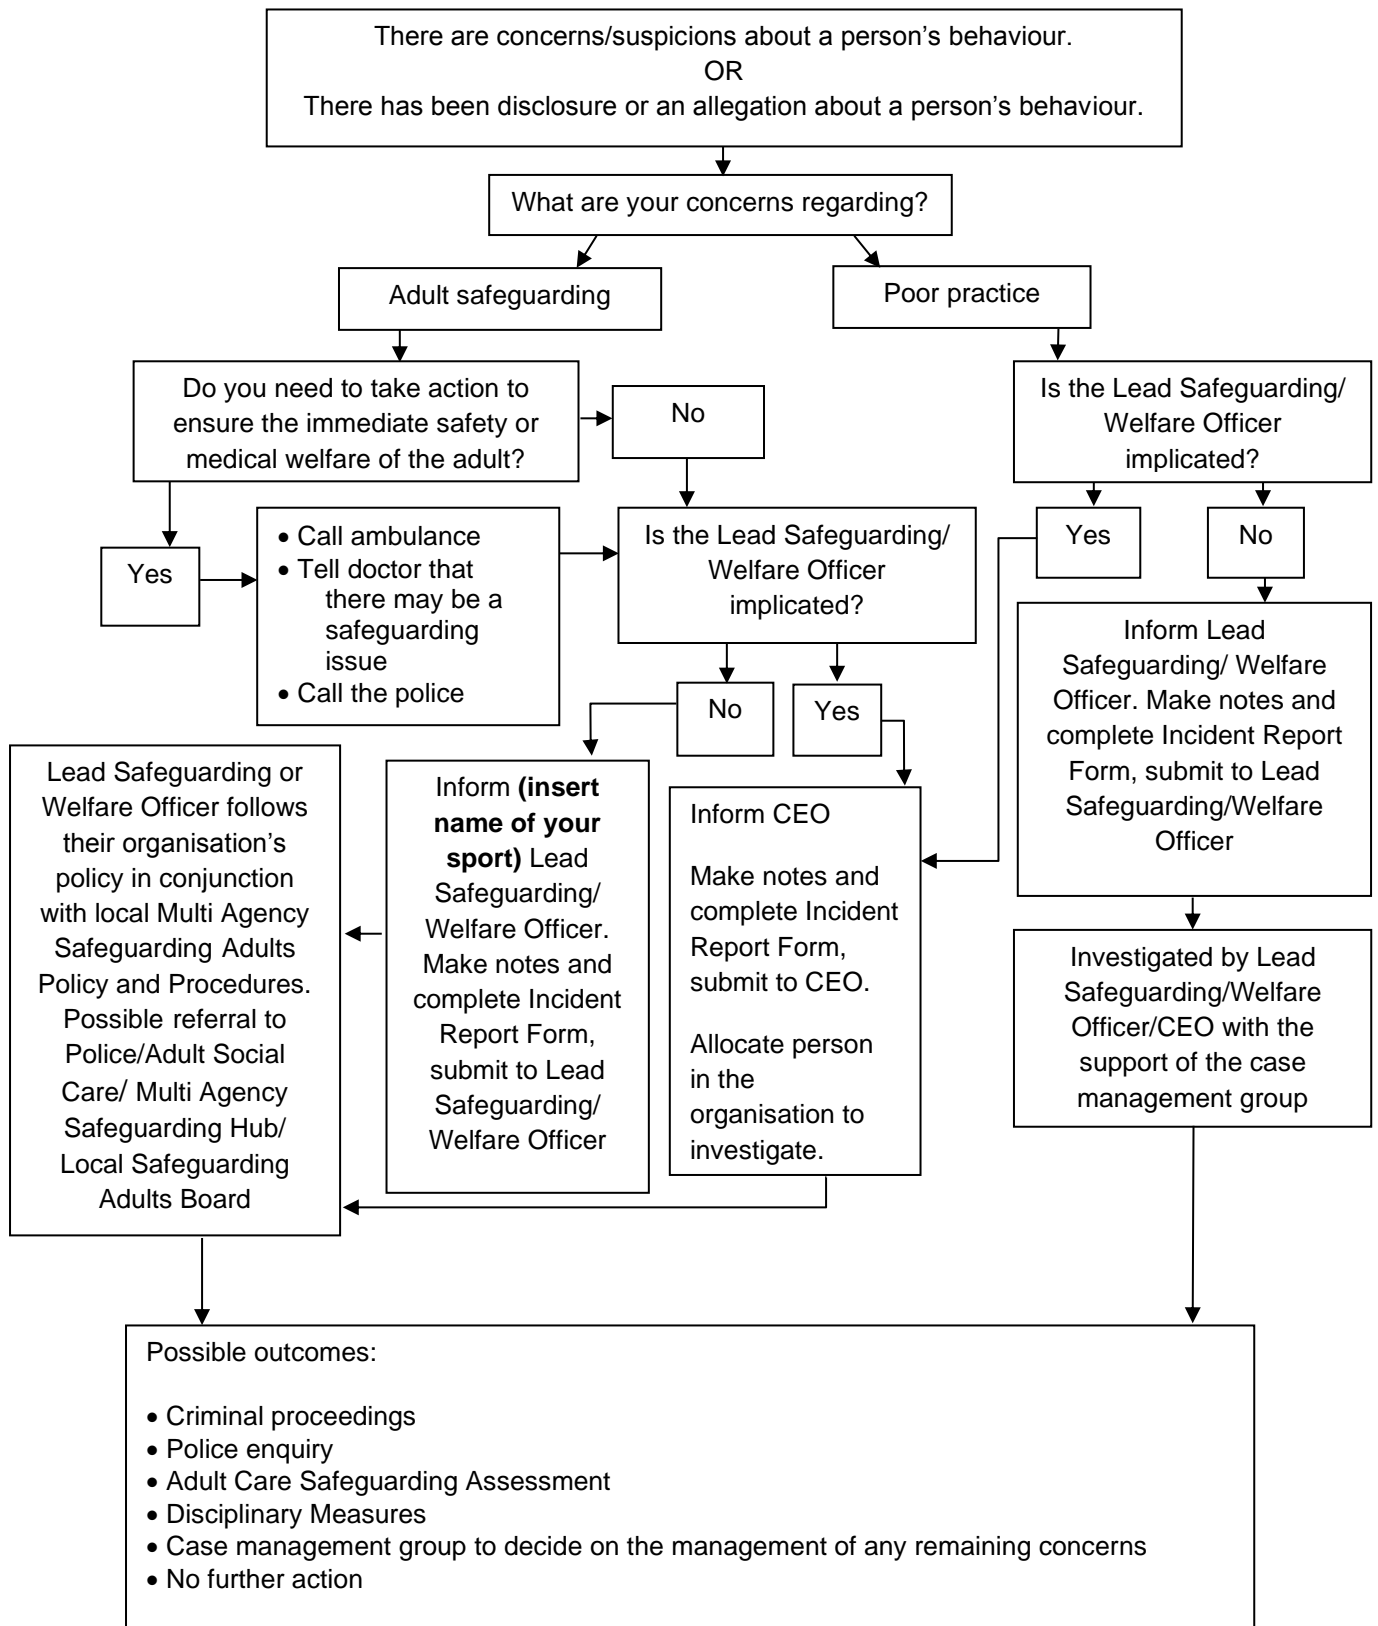 There are concerns/suspicions about a person’s behaviour.
OR
There has been disclosure or an allegation about a person’s behaviour.
What are your concerns regarding?
Adult safeguarding
Poor practice
Do you need to take action to
ensure the immediate safety or
medical welfare of the adult?
No
Is the Lead Safeguarding/
Welfare Officer
implicated?
Yes
No
Yes
• Call ambulance
• Tell doctor that
there may be a
safeguarding
issue
• Call the police
Is the Lead Safeguarding/
Welfare Officer
implicated?
No
Yes
Inform Lead
Safeguarding/ Welfare
Officer. Make notes and
complete Incident Report
Form, submit to Lead
Safeguarding/Welfare
Officer
Lead Safeguarding or
Welfare Officer follows
their organisation’s
policy in conjunction
with local Multi Agency
Safeguarding Adults
Policy and Procedures.
Possible referral to
Police/Adult Social
Care/ Multi Agency
Safeguarding Hub/
Local Safeguarding
Adults Board
Inform (insert
name of your
sport) Lead
Safeguarding/
Welfare Officer.
Make notes and
complete Incident
Report Form,
submit to Lead
Safeguarding/
Welfare Officer
Inform CEO
Make notes and
complete Incident
Report Form,
submit to CEO.
Allocate person
in the
organisation to
investigate.
Investigated by Lead
Safeguarding/Welfare
Officer/CEO with the
support of the case
management group
Possible outcomes:
• Criminal proceedings
• Police enquiry
• Adult Care Safeguarding Assessment
• Disciplinary Measures
• Case management group to decide on the management of any remaining concerns
• No further action